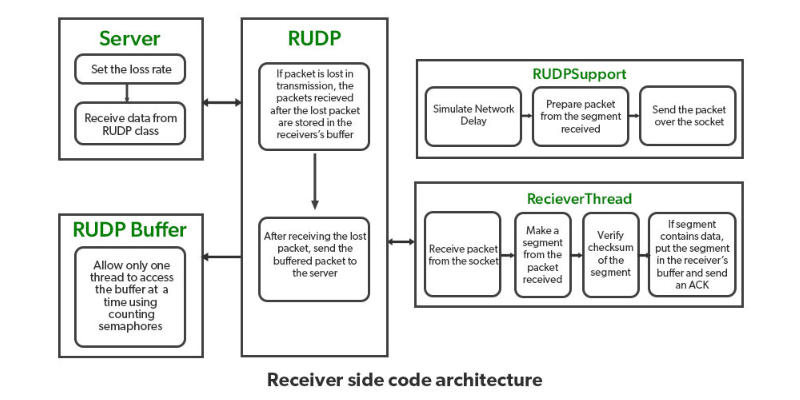 Server
Set the loss rate
Receive data from
RUDP class
RUDP
If packet is lost in
transmission, the
packets recieved
after the lost packet
are stored in the
receivers's buffer
After receiving the lost
packet, send the
buffered packet to
the server
RUDP Buffer
Allow only one
thread to access
the buffer at a
time using
counting
semaphores
RUDPSupport
Simulate Network
Delay
Prepare packet
from the segment
received
Send the packet
over the socket
RecieverThread
Receive packet
from the socket
Make a
segment
from the
packet
received
Verify
checksum
of the
segment
If segment
contains data,
put the segment
in the receiver's
buffer and send
an ACK
Receiver side code architecture